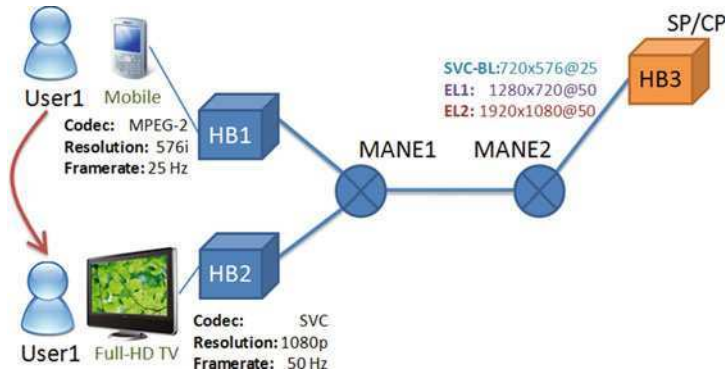 SP/CP
SVC-BL:720x576@25
EL1: 1280x720@50
EL2: 1920x1080@50
HB3
User1
Mobile
Codec: MPEG-2
Resolution: 576i
Framerate: 25 Hz
HB1
MANE1
MANE2
HB2
User1
Full-HD TV
Codec: SVC
Resolution: 1080p
Framerate: 50 Hz